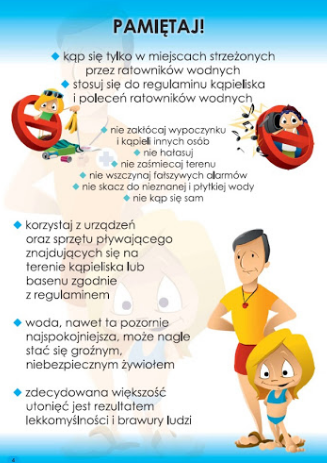 PAMIĘTAJ!
◆ kąp się tylko w miejscach strzeżonych
przez ratowników wodnych
◆ stosuj się do regulaminu kąpieliska
i poleceń ratowników wodnych
◆ nie zakłócaj wypoczynku
i kąpieli innych osób
◆ nie hałasuj
◆ nie zaśmiecaj terenu
◆ nie wszczynaj fałszywych alarmów
◆ nie skacz do nieznanej i płytkiej wody
◆ nie kąp się sam
◆ korzystaj z urządzeń
oraz sprzętu pływającego
znajdujących się na
terenie kąpieliska lub
basenu zgodnie
z regulaminem
◆ woda, nawet ta pozornie
najspokojniejsza, może nagle
stać się groźnym,
niebezpiecznym żywiołem
◆ zdecydowana większość
utonięć jest rezultatem
lekkomyślności i brawury ludzi